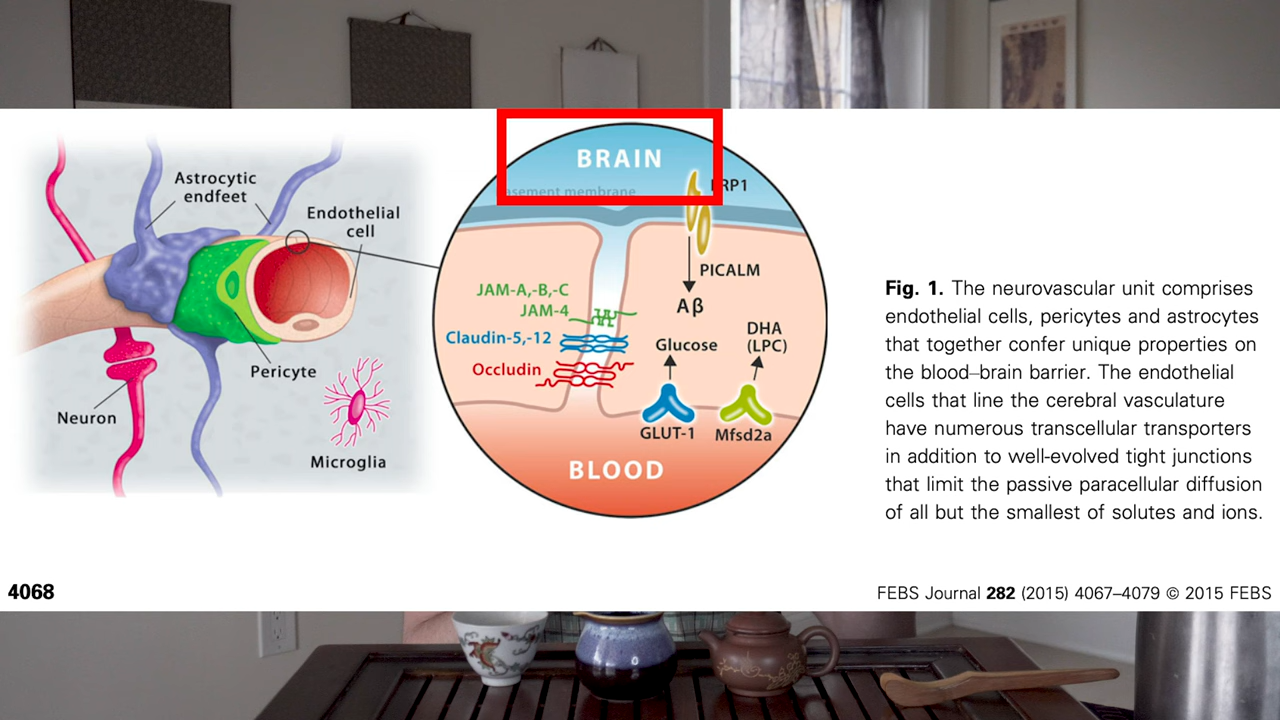 Astrocytic
endfeet
Endothelial
cell
Pericyte
Neuron
Microglia
BRAIN
membrane
PICALM
Aβ
JAM-A,-B,-C
JAM-4
Claudin-5,-12
Occludin
Glucose
DHA
(LPC)
GLUT-1
Mfsd2a
BLOOD
Fig. 1. The neurovascular unit comprises
endothelial cells, pericytes and astrocytes
that together confer unique properties on
the blood–brain barrier. The endothelial
cells that line the cerebral vasculature
have numerous transcellular transporters
in addition to well-evolved tight junctions
that limit the passive paracellular diffusion
of all but the smallest of solutes and ions.
4068
FEBS Journal 282 (2015) 4067–4079 © 2015 FEBS